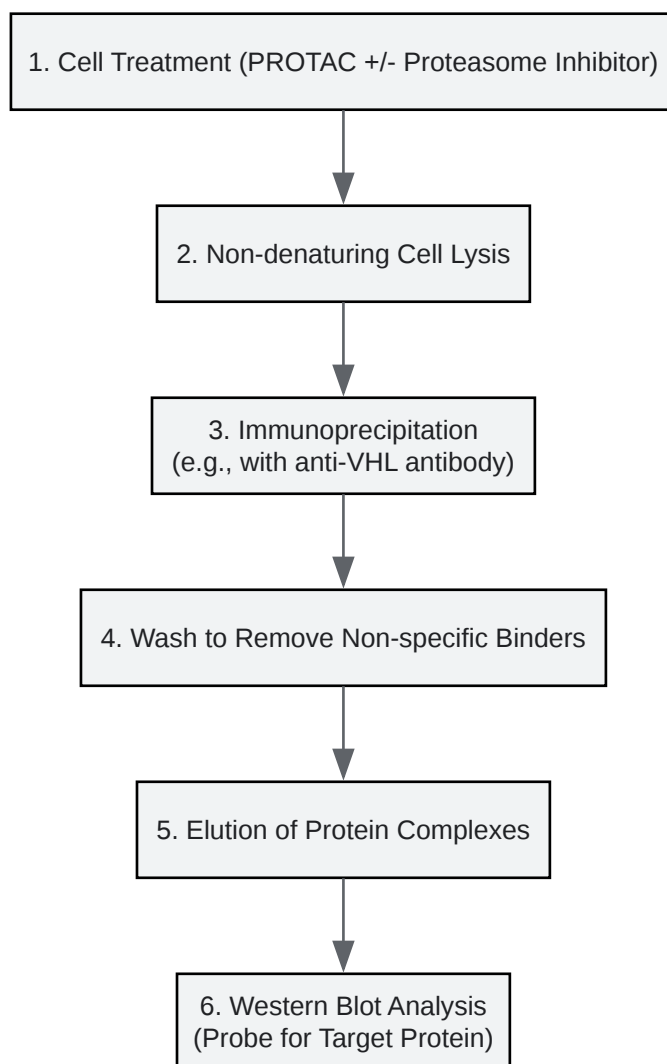 1. Cell Treatment (PROTAC +/- Proteasome Inhibitor)
2. Non-denaturing Cell Lysis
3. Immunoprecipitation
(e.g., with anti-VHL antibody)
4. Wash to Remove Non-specific Binders
5. Elution of Protein Complexes
6. Western Blot Analysis
(Probe for Target Protein)